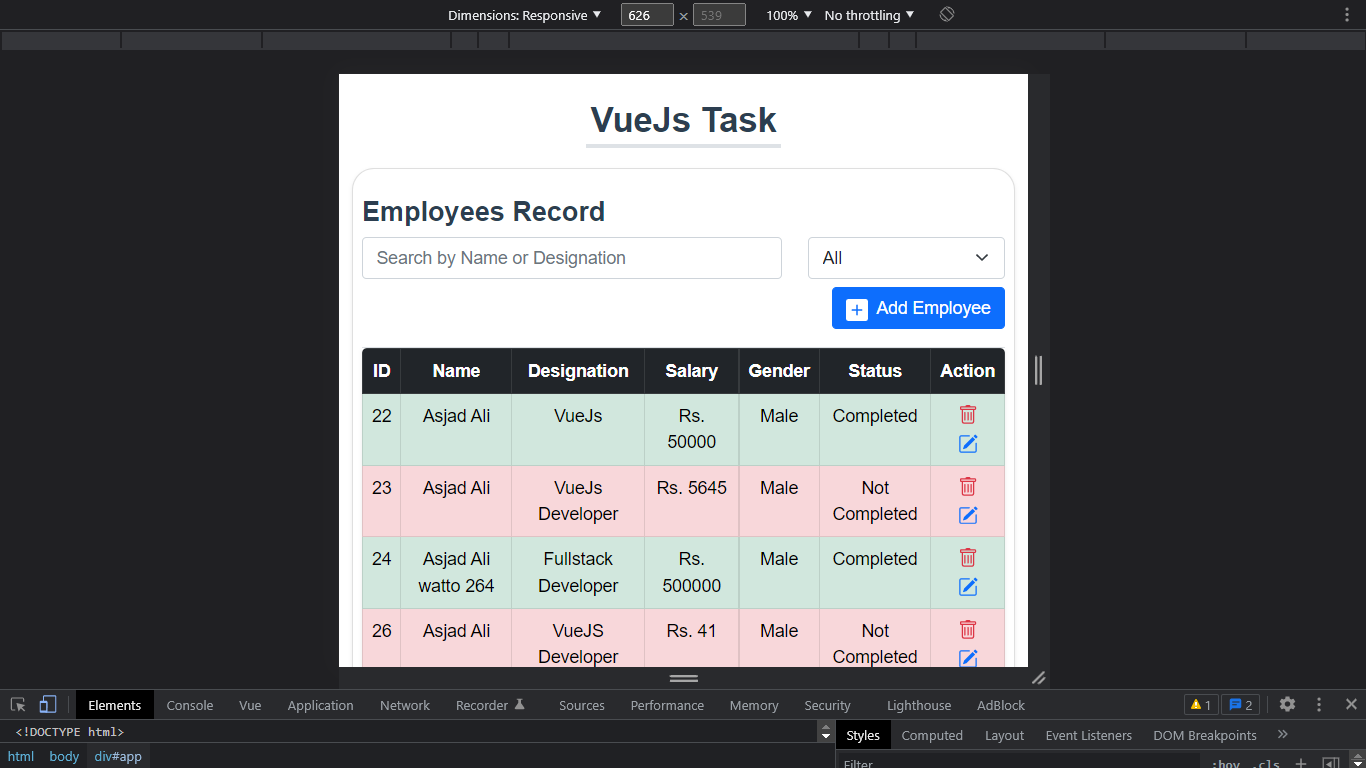 Dimensions: Responsive ▼ 626 × 539 100% ▼ No throttling ▼
VueJs Task
Employees Record
Search by Name or Designation All
Add Employee
ID Name Designation Salary Gender Status Action
22 Asjad Ali VueJs Rs. Male Completed
50000
23 Asjad Ali VueJs Rs. 5645 Male Not
Developer Completed
24 Asjad Ali Fullstack Rs. Male Completed
watto 264 Developer 500000
26 Asjad Ali VueJS Rs. 41 Male Not
Developer Completed
Elements Console Vue Application Network Recorder Sources Performance Memory Security Lighthouse AdBlock 1 2
<!DOCTYPE html> Styles Computed Layout Event Listeners DOM Breakpoints »
html body div#app Filter :hov .cls +